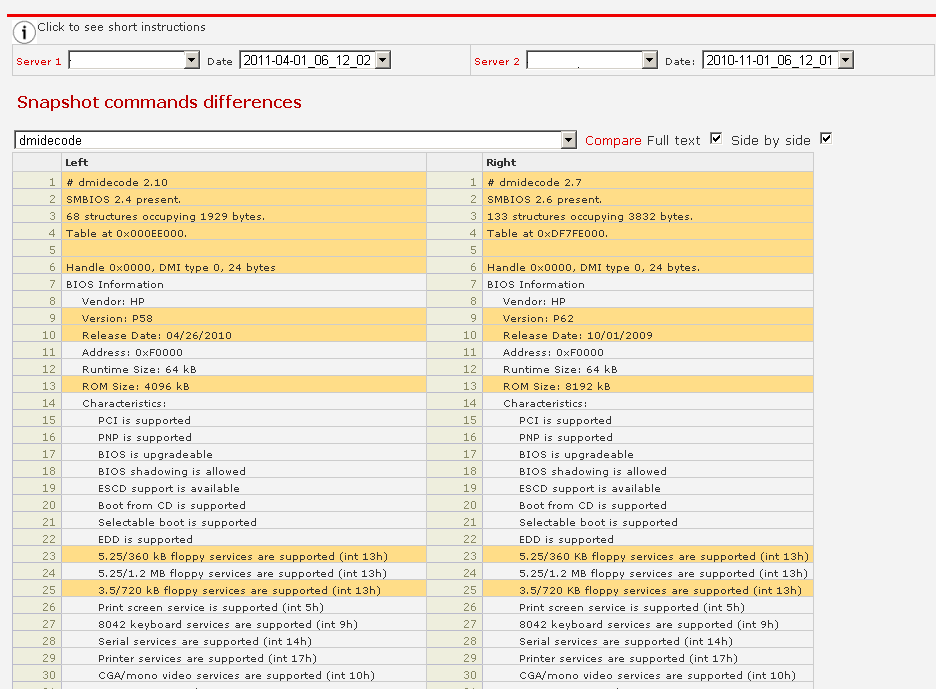 Click to see short instructions
Server 1 Date 2011-04-01_06_12_02 Server 2 Date: 2010-11-01_06_12_01
Snapshot commands differences
dmidecode Compare Full text Side by side
Left Right
1 # dmidecode 2.10 1 # dmidecode 2.7
2 SMBIOS 2.4 present. 2 SMBIOS 2.6 present.
3 68 structures occupying 1929 bytes. 3 133 structures occupying 3832 bytes.
4 Table at 0x000EE000. 4 Table at 0xDF7FE000.
5 5
6 Handle 0x0000, DMI type 0, 24 bytes 6 Handle 0x0000, DMI type 0, 24 bytes.
7 BIOS Information 7 BIOS Information
8 Vendor: HP 8 Vendor: HP
9 Version: P58 9 Version: P62
10 Release Date: 04/26/2010 10 Release Date: 10/01/2009
11 Address: 0xF0000 11 Address: 0xF0000
12 Runtime Size: 64 kB 12 Runtime Size: 64 kB
13 ROM Size: 4096 kB 13 ROM Size: 8192 kB
14 Characteristics: 14 Characteristics:
15 PCI is supported 15 PCI is supported
16 PNP is supported 16 PNP is supported
17 BIOS is upgradeable 17 BIOS is upgradeable
18 BIOS shadowing is allowed 18 BIOS shadowing is allowed
19 ESCD support is available 19 ESCD support is available
20 Boot from CD is supported 20 Boot from CD is supported
21 Selectable boot is supported 21 Selectable boot is supported
22 EDD is supported 22 EDD is supported
23 5.25/360 kB floppy services are supported (int 13h) 23 5.25/360 KB floppy services are supported (int 13h)
24 5.25/1.2 MB floppy services are supported (int 13h) 24 5.25/1.2 MB floppy services are supported (int 13h)
25 3.5/720 kB floppy services are supported (int 13h) 25 3.5/720 KB floppy services are supported (int 13h)
26 Print screen service is supported (int 5h) 26 Print screen service is supported (int 5h)
27 8042 keyboard services are supported (int 9h) 27 8042 keyboard services are supported (int 9h)
28 Serial services are supported (int 14h) 28 Serial services are supported (int 14h)
29 Printer services are supported (int 17h) 29 Printer services are supported (int 17h)
30 CGA/mono video services are supported (int 10h) 30 CGA/mono video services are supported (int 10h)